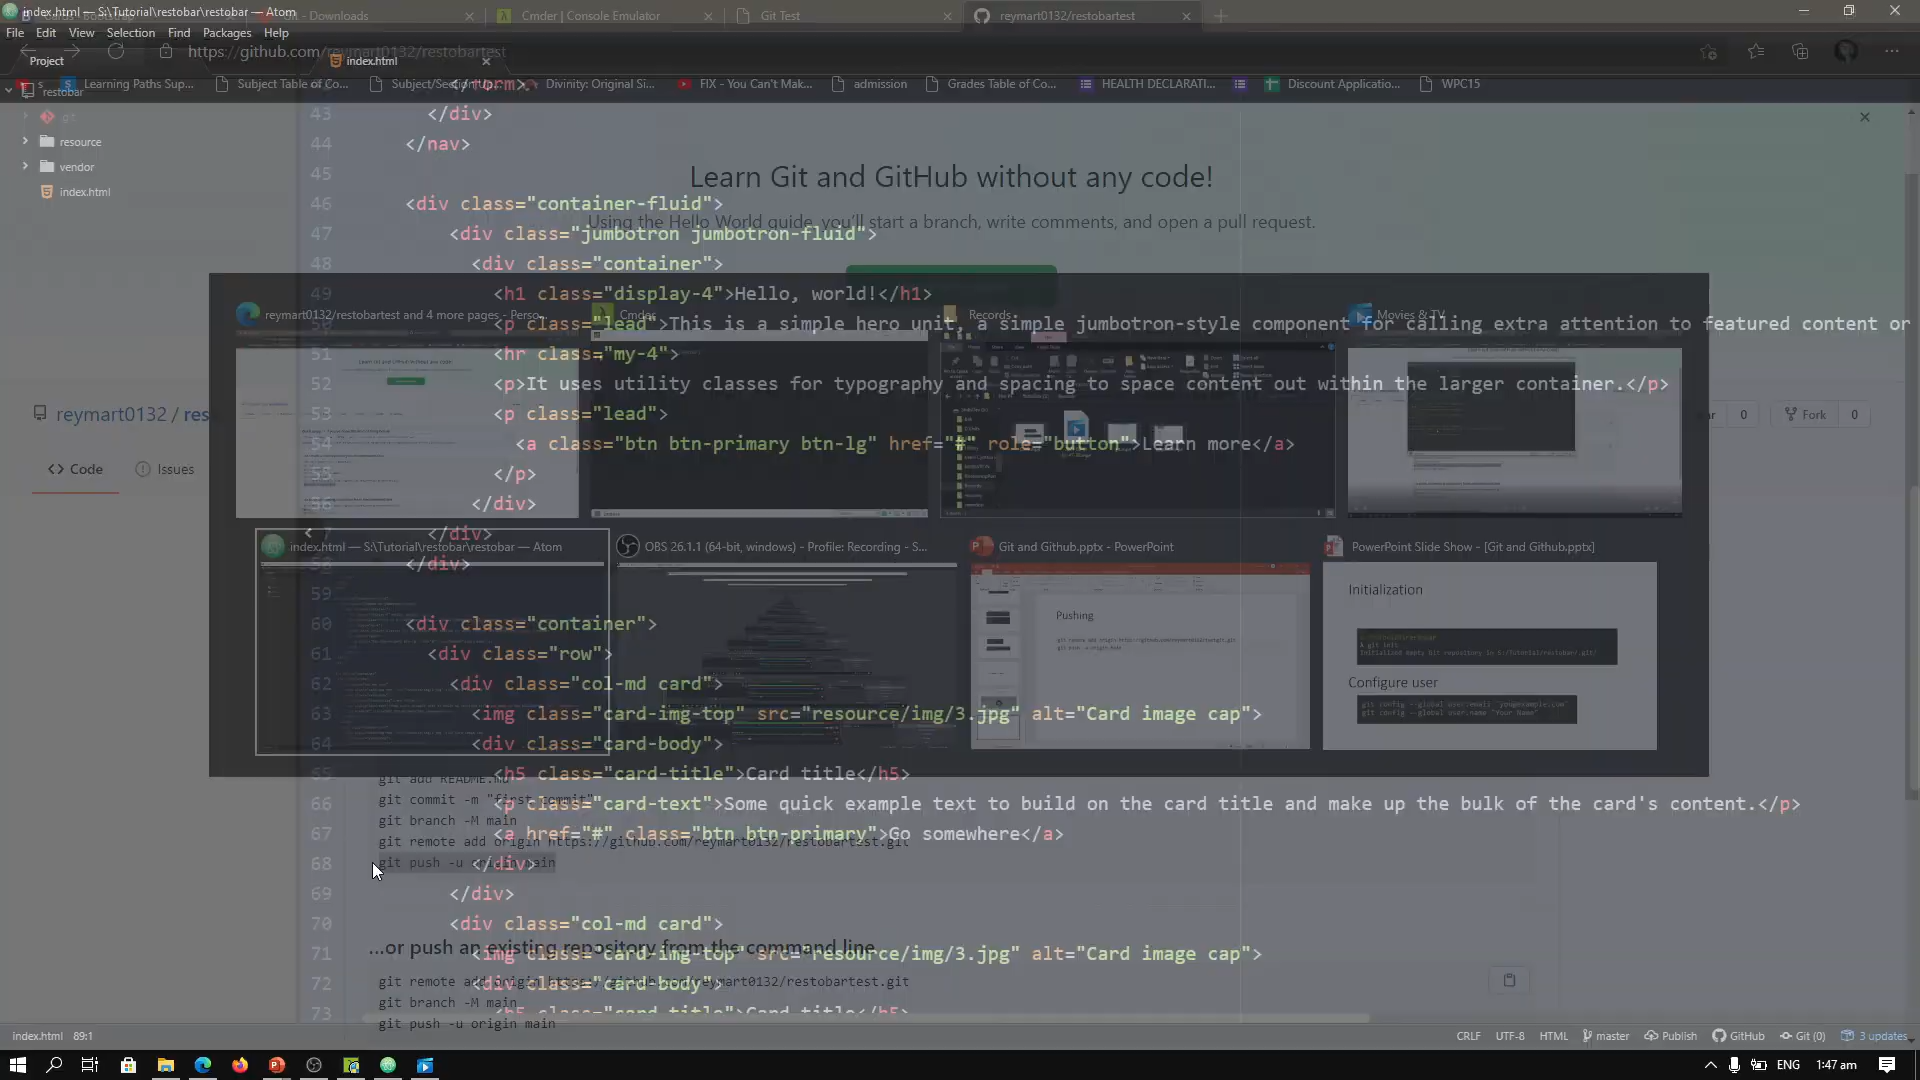 index.html — S:\Tutorial\restobar\restobar — Atom
Git - Downloads
Cmder | Console Emulator
Git Test
reymart0132/restobartest
File Edit View Selection Find Packages Help
https://github.com/reymart0132/restobartest
Project
index.html
Learning Paths Sup...
Subject Table of Co...
Subject/Section
Divinity: Original Si...
FIX - You Can't Mak...
admission
Grades Table of Co...
HEALTH DECLARATI...
Discount Applicatio...
WPC15
restobar
resource
vendor
index.html
43 </div>
44 </nav>
45
46 <div class="container-fluid">
47 <div class="jumbotron jumbotron-fluid">
48 <div class="container">
49 <h1 class="display-4">Hello, world!</h1>
50 <p class="lead">This is a simple hero unit, a simple jumbotron-style component for calling extra attention to featured content or
51 <hr class="my-4">
52 <p>It uses utility classes for typography and spacing to space content out within the larger container.</p>
53 <p class="lead">
54 <a class="btn btn-primary btn-lg" href="#" role="button">Learn more</a>
55 </p>
56 </div>
</div>
58 </div>
59
60 <div class="container">
61 <div class="row">
62 <div class="col-md card">
63 <img class="card-img-top" src="resource/img/3.jpg" alt="Card image cap">
64 <div class="card-body">
65 <h5 class="card-title">Card title</h5>
66 <p class="card-text">Some quick example text to build on the card title and make up the bulk of the card's content.</p>
67 <a href="#" class="btn btn-primary">Go somewhere</a>
68 </div>
69 </div>
70 <div class="col-md card">
71 <img class="card-img-top" src="resource/img/3.jpg" alt="Card image cap">
72 <div class="card-body">
73 <h5 class="card-title">Card title</h5>
Learn Git and GitHub without any code!
Using the Hello World guide, you'll start a branch, write comments, and open a pull request.
reymart0132 / res
Fork 0
0
Code
Issues
reymart0132/restobartest and 4 more pages - Perso...
Cmder
Records
Movies & TV
index.html — S:\Tutorial\restobar\restobar — Atom
OBS 26.1.1 (64-bit, windows) - Profile: Recording - S...
Git and Github.pptx - PowerPoint
PowerPoint Slide Show - [Git and Github.pptx]
Pushing
Initialization
Configure user
git add README.md
git commit -m "first commit"
git branch -M main
git remote add origin https://github.com/reymart0132/restobartest.git
git push -u origin main
...or push an existing repository from the command line
git remote add origin https://github.com/reymart0132/restobartest.git
git branch -M main
git push -u origin main
index.html 89:1
CRLF UTF-8 HTML master Publish GitHub Git (0) 3 updates
ENG 1:47 am